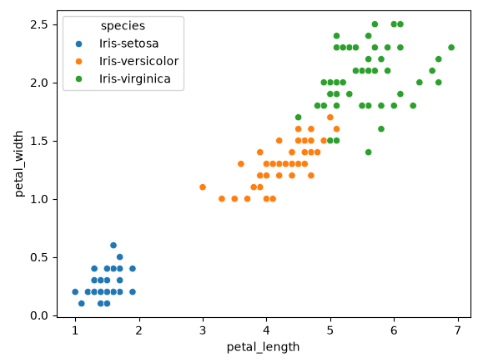 species
Iris-setosa
Iris-versicolor
Iris-virginica
petal_width
2.5
2.0
1.5
1.0
0.5
0.0
1 2 3 4 5 6 7
petal_length